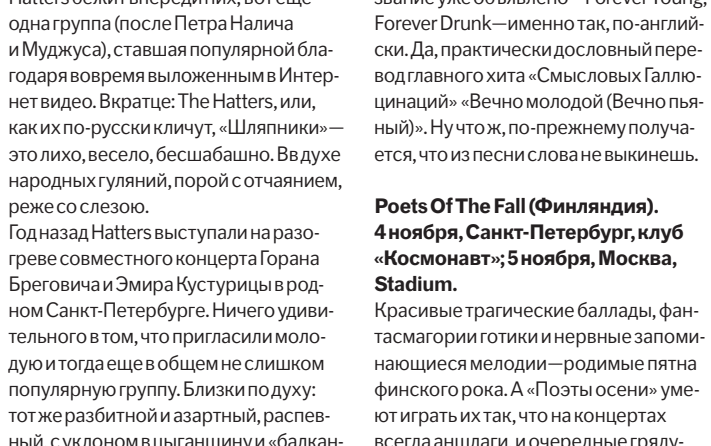 Hatters бежит впереди них, вот еще
одна группа (после Петра Налича
и Муджуса), ставшая популярной бла-
годаря вовремя выложенным в Интер-
нет видео. Вкратце: The Hatters, или,
как их по-русски кличут, «Шляпники»—
это лихо, весело, бесшабашно. Вв духе
народных гуляний, порой с отчаянием,
реже со слезою.
Год назад Hatters выступали на разо-
греве совместного концерта Горана
Бреговича и Эмира Кустурицы в род-
ном Санкт-Петербурге. Ничего удиви-
тельного в том, что пригласили моло-
дую и тогда еще в общем не слишком
популярную группу. Близки по духу:
тот же разбитной и азартный, распев-
ный, с уклоном в цыганщину и «балкан-
звание уже объявлено—Forever Young,
Forever Drunk—именно так, по-англий-
ски. Да, практически дословный пере-
вод главного хита «Смысловых Галлю-
цинаций» «Вечно молодой (Вечно пья-
ный)». Ну что ж, по-прежнему получа-
ется, что из песни слова не выкинешь.
Poets Of The Fall (Финляндия).
4 ноября, Санкт-Петербург, клуб
«Космонавт»; 5 ноября, Москва,
Stadium.
Красивые трагические баллады, фан-
тасмагории готики и нервные запоми-
нающиеся мелодии—родимые пятна
финского рока. А «Поэты осени» уме-
ют играть их так, что на концертах
всегда аншлаги, и очередные гряду-